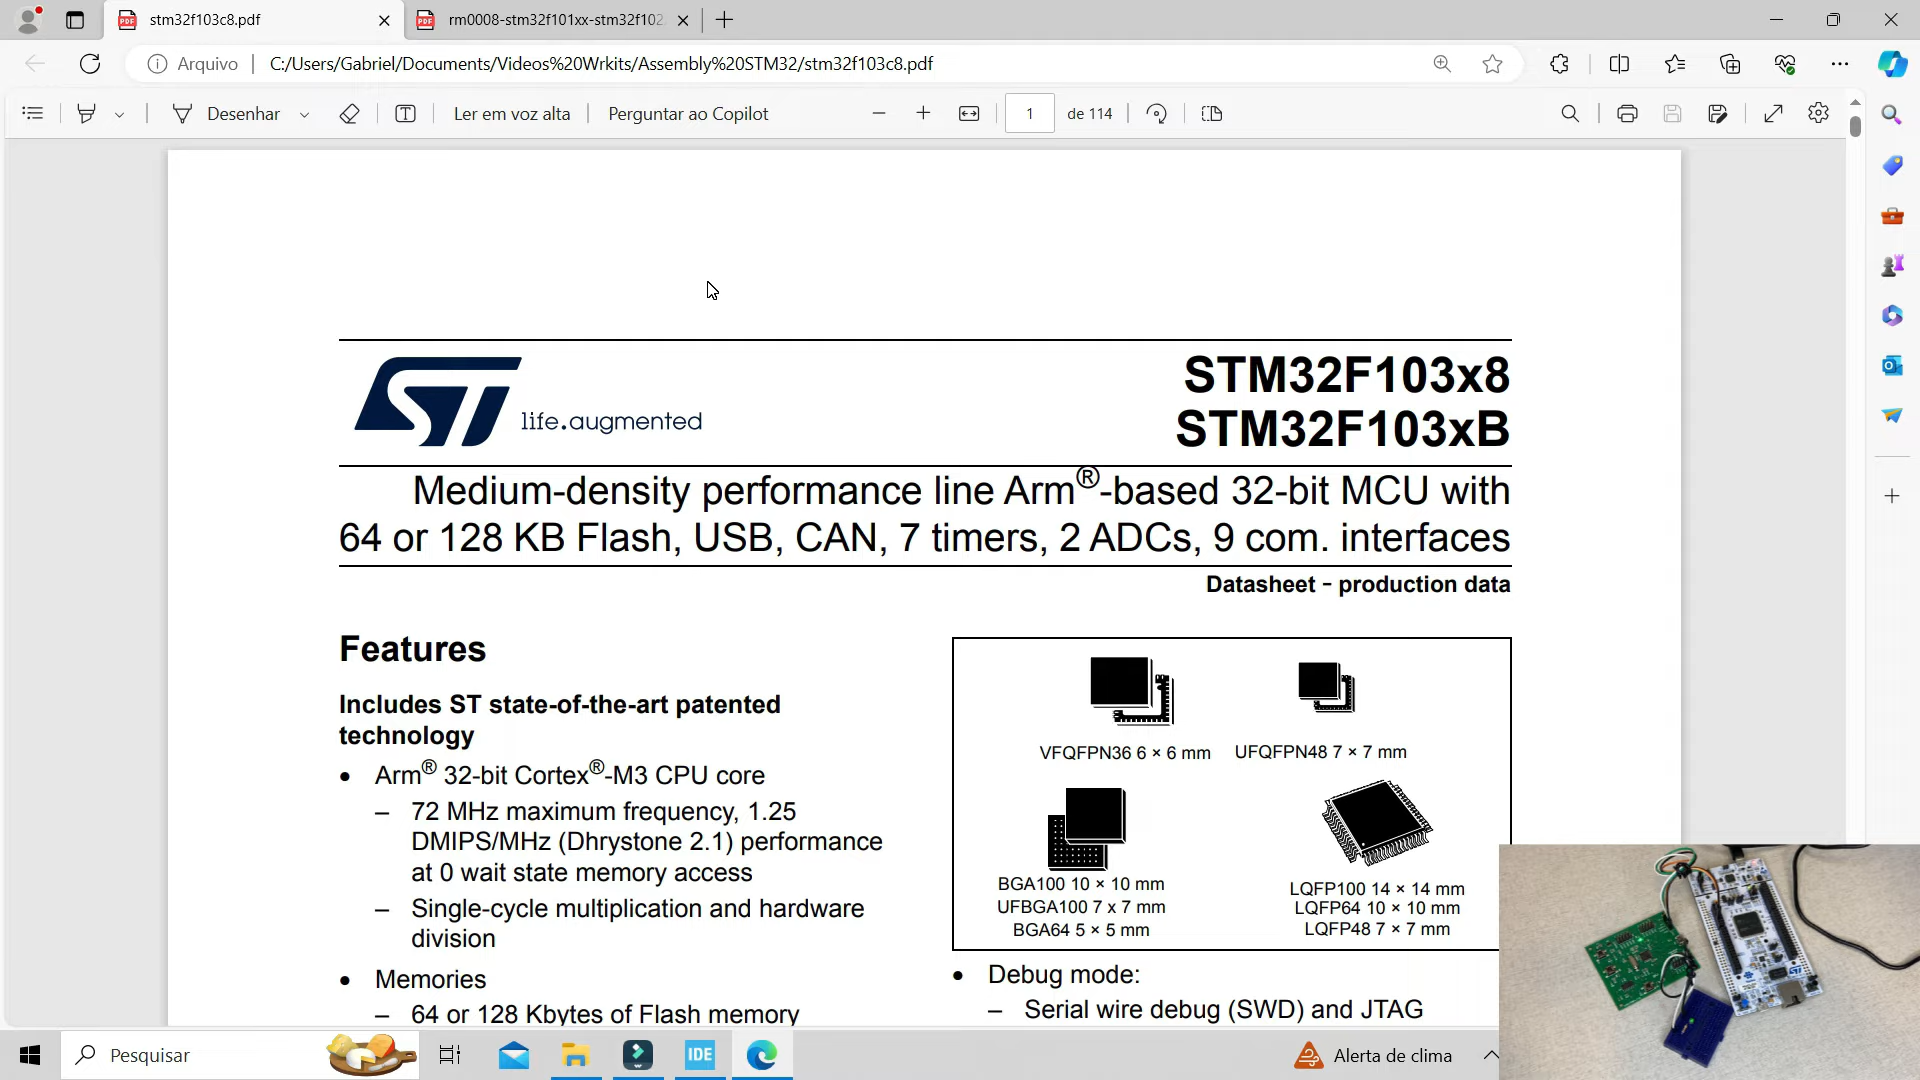 stm32f103c8.pdf
rm0008-stm32f101xx-stm32f102
Arquivo
C:/Users/Gabriel/Documents/Videos%20Wrkits/Assembly%20STM32/stm32f103c8.pdf
Desenhar
Ler em voz alta
Perguntar ao Copilot
1
de 114
ST
life.augmented
STM32F103x8
STM32F103xB
Medium-density performance line Arm®-based 32-bit MCU with
64 or 128 KB Flash, USB, CAN, 7 timers, 2 ADCs, 9 com. interfaces
Datasheet - production data
Features
Includes ST state-of-the-art patented
technology
• Arm® 32-bit Cortex®-M3 CPU core
– 72 MHz maximum frequency, 1.25
DMIPS/MHz (Dhrystone 2.1) performance
at 0 wait state memory access
– Single-cycle multiplication and hardware
division
• Memories
– 64 or 128 Kbytes of Flash memory
VFQFPN36 6 × 6 mm
UFQFPN48 7 × 7 mm
BGA100 10 × 10 mm
UFBGA100 7 x 7 mm
BGA64 5 × 5 mm
LQFP100 14 × 14 mm
LQFP64 10 × 10 mm
LQFP48 7 × 7 mm
• Debug mode:
– Serial wire debug (SWD) and JTAG
Pesquisar
IDE
Alerta de clima